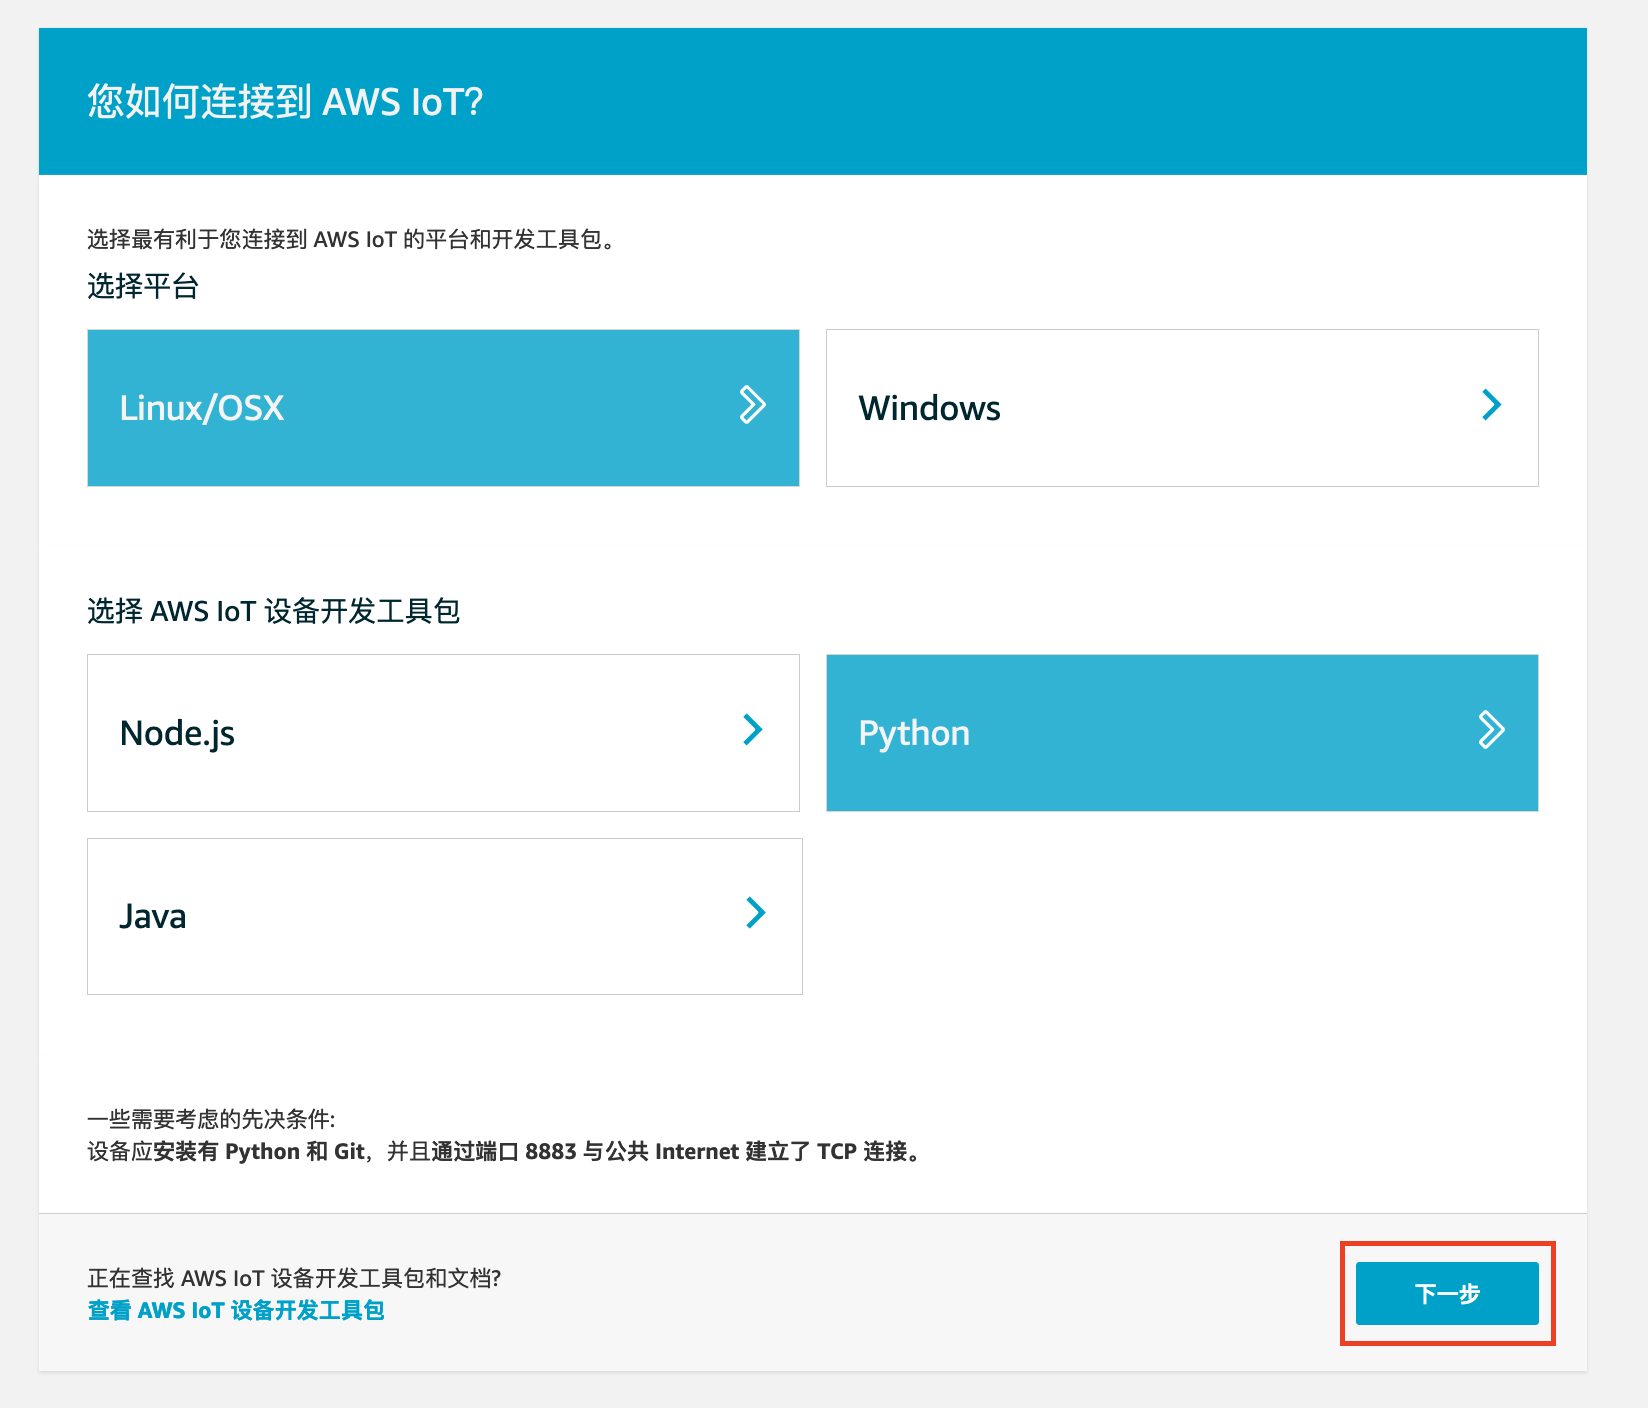 您如何连接到 AWS IoT?
选择最有利于您连接到 AWS IoT 的平台和开发工具包。
选择平台
Linux/OSX
Windows
选择 AWS IoT 设备开发工具包
Node.js
Python
Java
一些需要考虑的先决条件:
设备应安装有 Python 和 Git，并且通过端口 8883 与公共 Internet 建立了 TCP 连接。
正在查找 AWS IoT 设备开发工具包和文档?
查看 AWS IoT 设备开发工具包
下一步